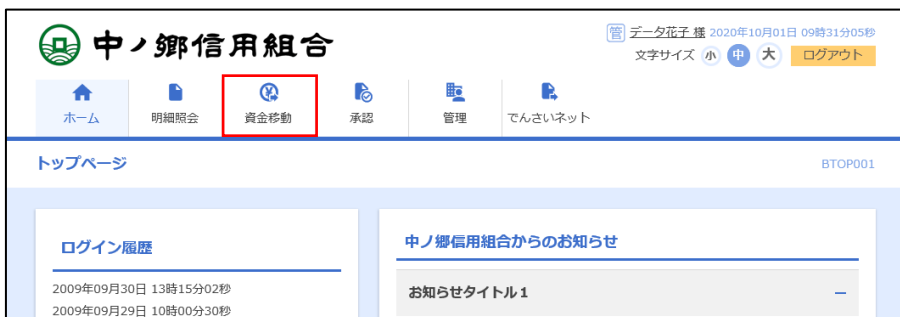 中ノ郷信用組合
管 データ花子 様 2020年10月01日 09時31分05秒
文字サイズ 小 中 大 ログアウト
ホーム 明細照会 資金移動 承認 管理 でんさいネット
トップページ BTOP001
ログイン履歴
2009年09月30日 13時15分02秒
2009年09月29日 10時00分30秒
中ノ郷信用組合からのお知らせ
お知らせタイトル1